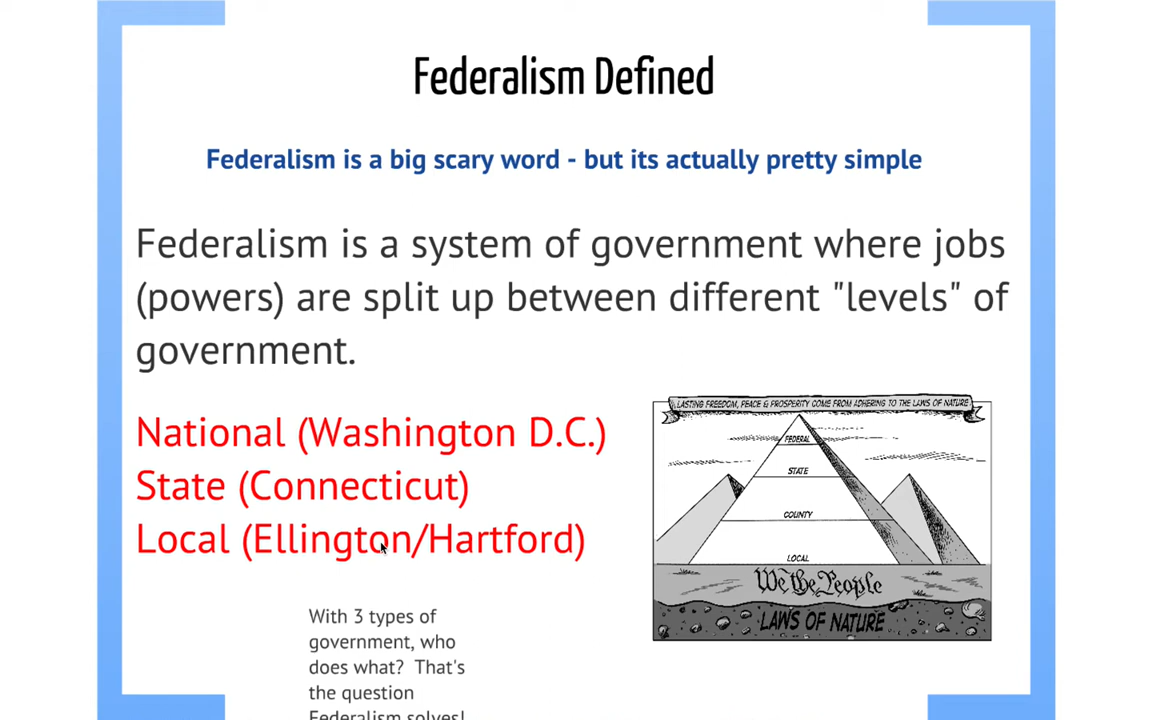 Federalism Defined
Federalism is a big scary word - but its actually pretty simple
Federalism is a system of government where jobs
(powers) are split up between different "levels" of
government.
National (Washington D.C.)
State (Connecticut)
Local (Ellington/Hartford)
LASTING FREEDOM, PEACE & PROSPERITY COME FROM ADHERING TO THE LAWS OF NATURE
FEDERAL
STATE
COUNTY
LOCAL
We the People
LAWS OF NATURE
With 3 types of
government, who
does what? That's
the question
Federalism solves!